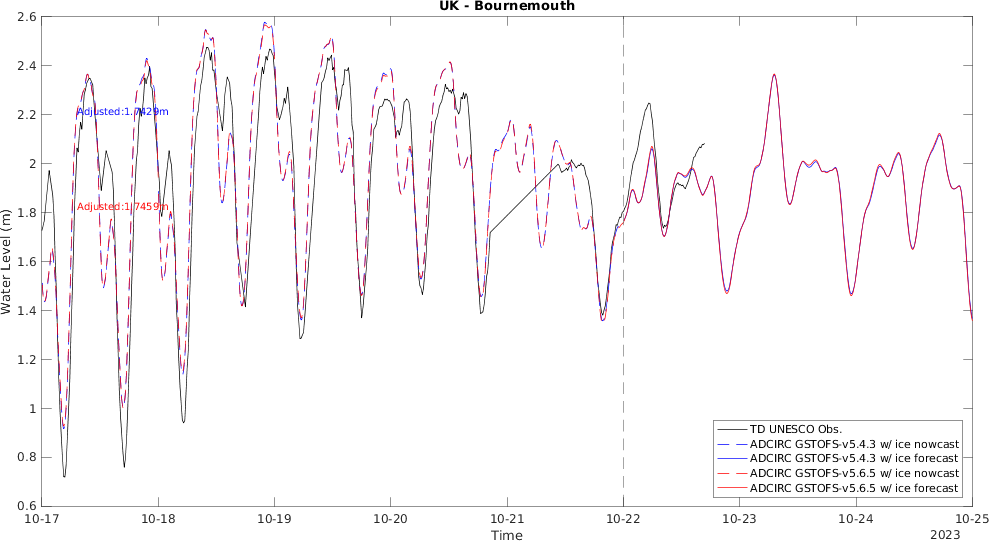 UK - Bournemouth
2.6
2.4
2.2
2
1.8
1.6
1.4
1.2
1
0.8
0.6
Water Level (m)
Adjusted:1.7429m
Adjusted:1.7459m
TD UNESCO Obs.
ADCIRC GSTOFS-v5.4.3 w/ ice nowcast
ADCIRC GSTOFS-v5.4.3 w/ ice forecast
ADCIRC GSTOFS-v5.6.5 w/ ice nowcast
ADCIRC GSTOFS-v5.6.5 w/ ice forecast
10-17 10-18 10-19 10-20 10-21 10-22 10-23 10-24 10-25
Time
2023